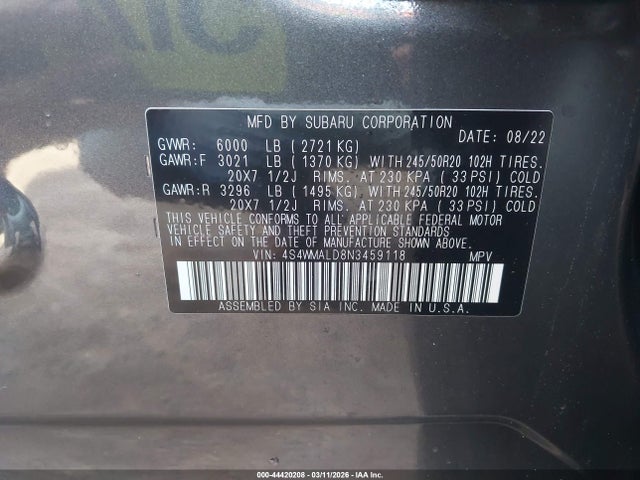 MFD BY SUBARU CORPORATION
DATE: 08/22
GVWR: 6000 LB (2721 KG)
GAWR:F 3021 LB (1370 KG) WITH 245/50R20 102H TIRES.
20X7 1/2J RIMS. AT 230 KPA (33 PSI) COLD
GAWR:R 3296 LB (1495 KG) WITH 245/50R20 102H TIRES.
20X7 1/2J RIMS. AT 230 KPA (33 PSI) COLD
THIS VEHICLE CONFORMS TO ALL APPLICABLE FEDERAL MOTOR
VEHICLE SAFETY AND THEFT PREVENTION STANDARDS
IN EFFECT ON THE DATE OF MANUFACTURE SHOWN ABOVE.
VIN: 4S4WMALD8N3459118 MPV
ASSEMBLED BY SIA INC. MADE IN U.S.A.
000-44420208 | 03/11/2026 | IAA Inc.